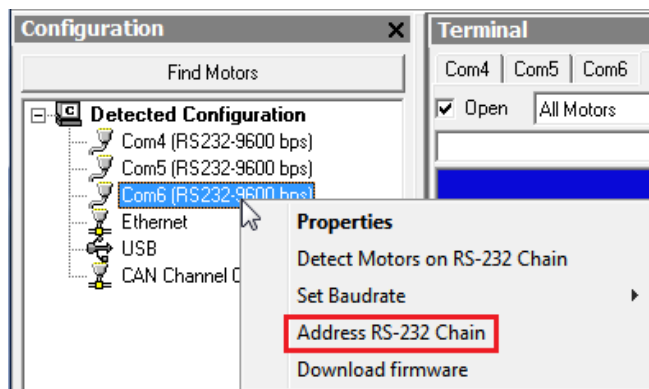 Configuration
Terminal
Find Motors
Com4 Com5 Com6
Open All Motors
Detected Configuration
Com4 (RS232-9600 bps)
Com5 (RS232-9600 bps)
Com6 (RS232-9600 bps)
Ethernet
USB
CAN Channel
Properties
Detect Motors on RS-232 Chain
Set Baudrate
Address RS-232 Chain
Download firmware